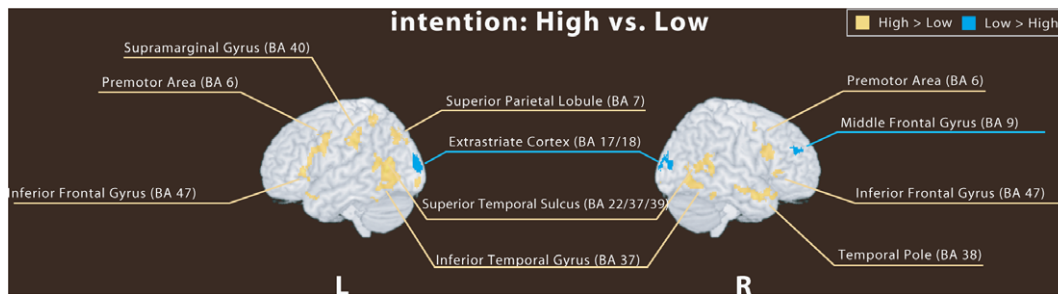 intention: High vs. Low
High > Low
Low > High
Supramarginal Gyrus (BA 40)
Premotor Area (BA 6)
Superior Parietal Lobule (BA 7)
Premotor Area (BA 6)
Middle Frontal Gyrus (BA 9)
Extrastriate Cortex (BA 17/18)
Inferior Frontal Gyrus (BA 47)
Superior Temporal Sulcus (BA 22/37/39)
Inferior Frontal Gyrus (BA 47)
Inferior Temporal Gyrus (BA 37)
Temporal Pole (BA 38)
L
R